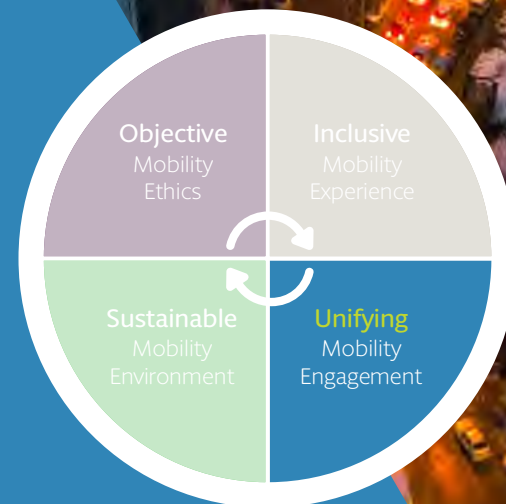 Objective
Mobility
Ethics
Inclusive
Mobility
Experience
Sustainable
Mobility
Environment
Unifying
Mobility
Engagement